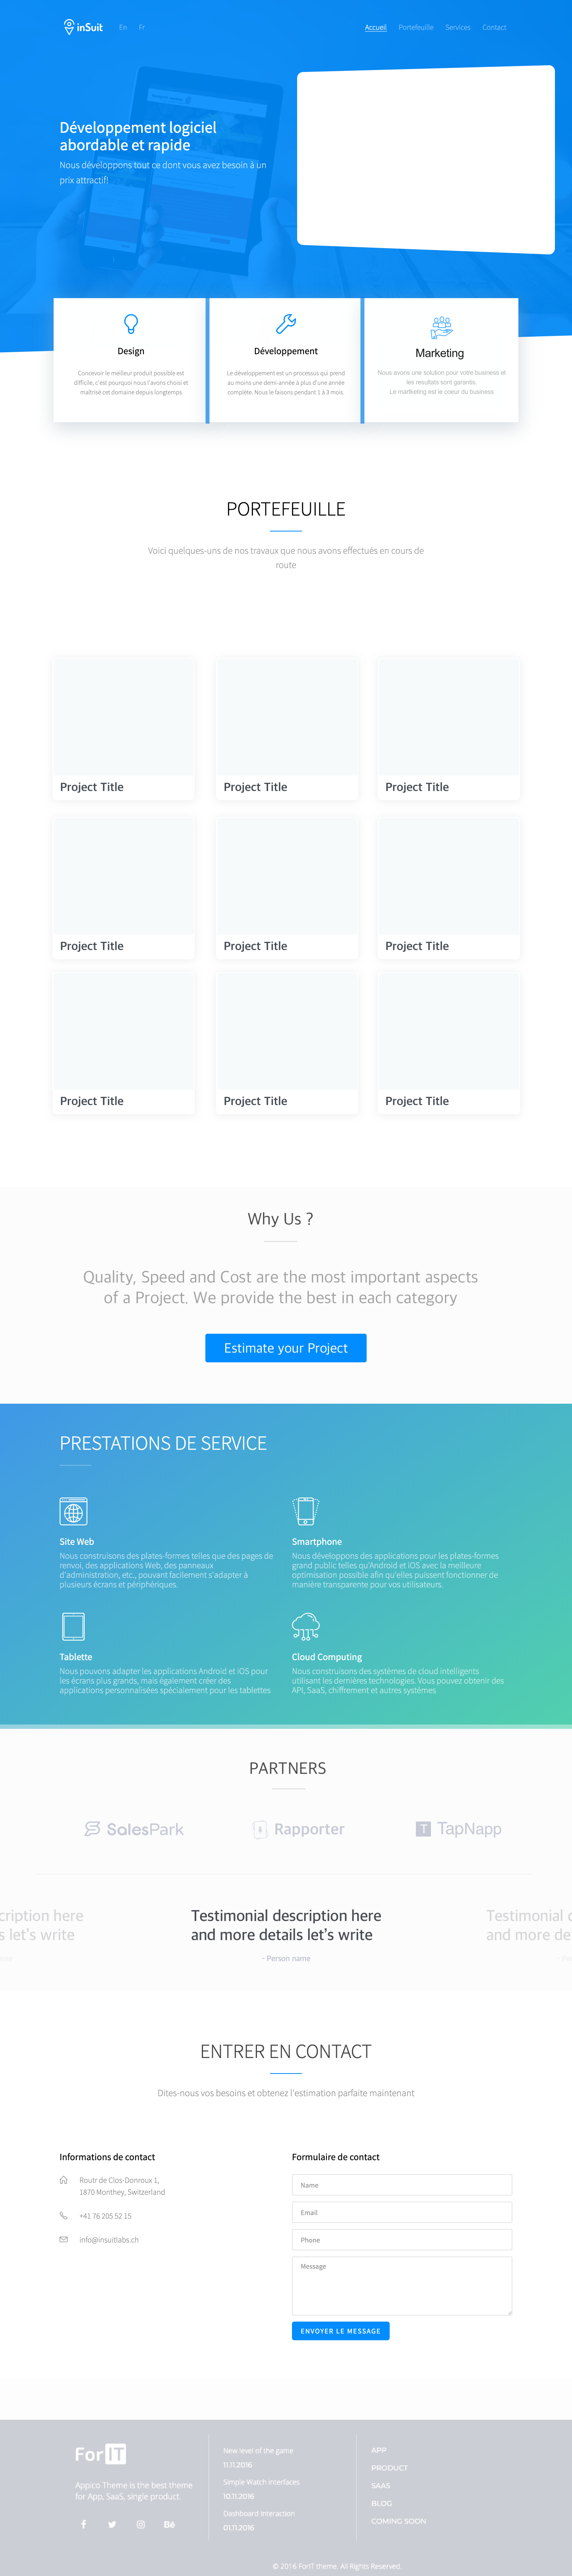 inSuit En Fr Accueil Portefeuille Services Contact
Développement logiciel
abordable et rapide
Nous développons tout ce dont vous avez besoin à un
prix attractif!
Design
Concevoir le meilleur produit possible est
difficile, c'est pourquoi nous l'avons choisi et
maîtrisé cet domaine depuis longtemps
Développement
Le développement est un processus qui prend
au moins une demi-année à plus d'une année
complète. Nous le faisons pendant 1 à 3 mois.
Marketing
Nous avons une solution pour votre business et
les resultats sont garantis.
Le martketing est le coeur du business
PORTEFEUILLE
Voici quelques-uns de nos travaux que nous avons effectués en cours de
route
Project Title Project Title Project Title
Project Title Project Title Project Title
Project Title Project Title Project Title
Why Us ?
Quality, Speed and Cost are the most important aspects
of a Project. We provide the best in each category
Estimate your Project
PRESTATIONS DE SERVICE
Site Web
Nous construisons des plates-formes telles que des pages de
renvoi, des applications Web, des panneaux
d'administration, etc., pouvant facilement s'adapter à
plusieurs écrans et périphériques.
Smartphone
Nous développons des applications pour les plates-formes
grand public telles qu'Android et iOS avec la meilleure
optimisation possible afin qu'elles puissent fonctionner de
manière transparente pour vos utilisateurs.
Tablette
Nous pouvons adapter les applications Android et iOS pour
les écrans plus grands, mais également créer des
applications personnalisées spécialement pour les tablettes
Cloud Computing
Nous construisons des systèmes de cloud intelligents
utilisant les dernières technologies. Vous pouvez obtenir des
API, SaaS, chiffrement et autres systèmes
PARTNERS
SalesPark Rapporter TapNapp
cription here
s let's write
Testimonial description here
and more details let's write
- Person name
Testimonial d
and more de
ENTRER EN CONTACT
Dites-nous vos besoins et obtenez l'estimation parfaite maintenant
Informations de contact
Routr de Clos-Donroux 1,
1870 Monthey, Switzerland
+41 76 205 52 15
info@insuitlabs.ch
Formulaire de contact
Name
Email
Phone
Message
ENVOYER LE MESSAGE
For IT
Appico Theme is the best theme
for App, SaaS, single product.
Bē
New level of the game
11.11.2016
Simple Watch interfaces
10.11.2016
Dashboard Interaction
01.11.2016
APP
PRODUCT
SAAS
BLOG
COMING SOON
© 2016 ForIT theme. All Rights Reserved